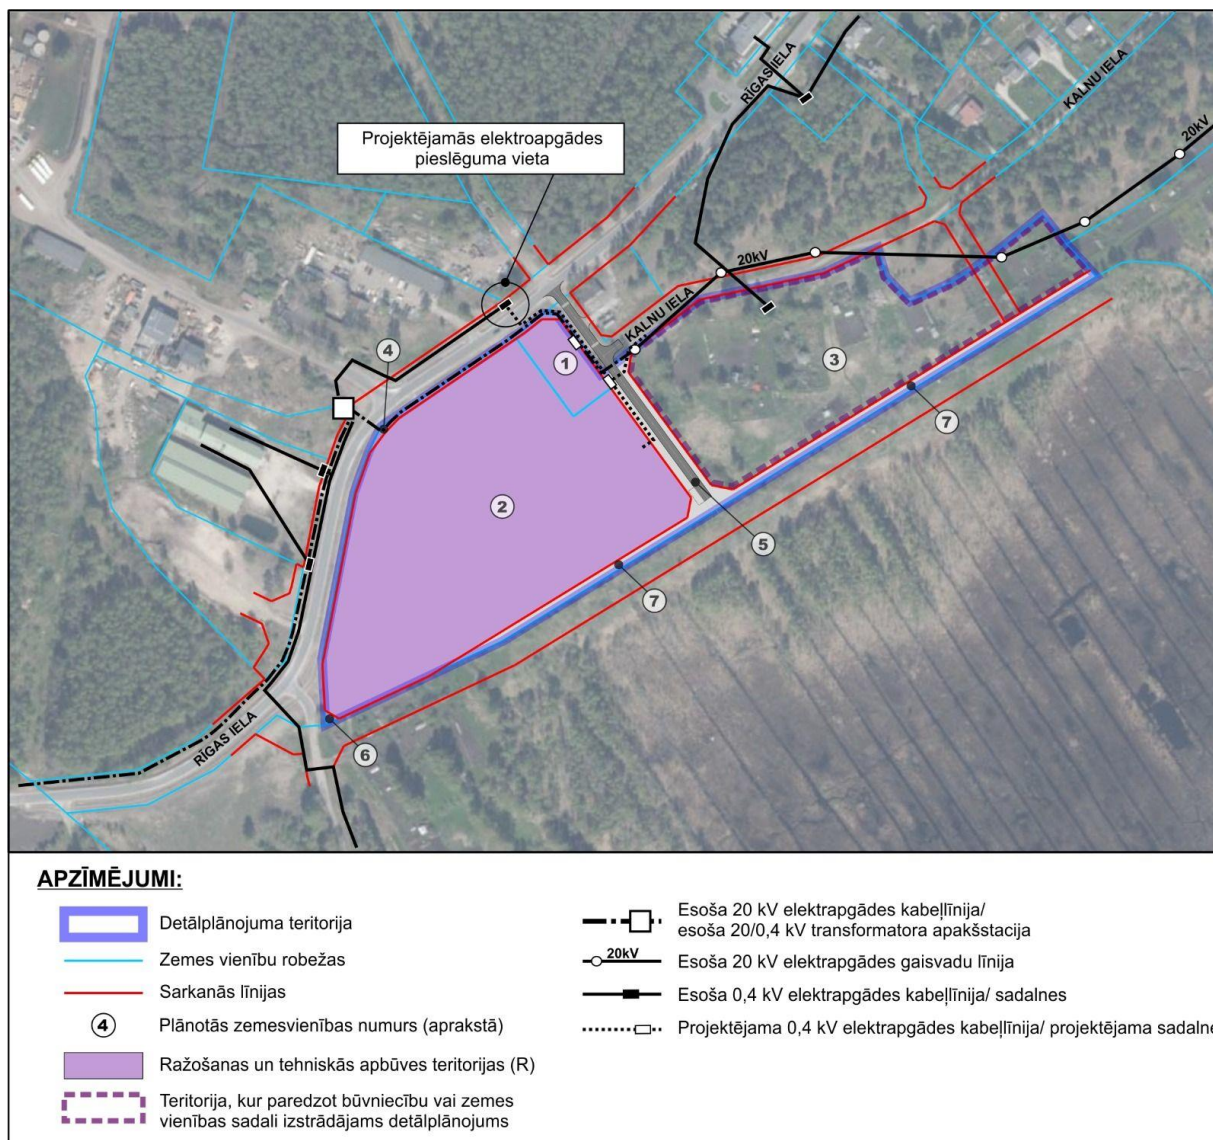 RĪGAS IELA
KALNU IELA
20kV
Projektējamās elektroapgādes
pieslēguma vieta
20kV
KALNU IELA
4
1
3
7
2
5
7
6
RĪGAS IELA
APZĪMĒJUMI:
Detālplānojuma teritorija
Zemes vienību robežas
Sarkanās līnijas
4 Plānotās zemesvienības numurs (aprakstā)
Ražošanas un tehniskās apbūves teritorijas (R)
Teritorija, kur paredzot būvniecību vai zemes
vienības sadali izstrādājams detālplānojums
Esoša 20 kV elektrapgādes kabeļlīnija/
esoša 20/0,4 kV transformatora apakšstacija
20kV Esoša 20 kV elektrapgādes gaisvadu līnija
Esoša 0,4 kV elektrapgādes kabeļlīnija/ sadalnes
Projektējama 0,4 kV elektrapgādes kabeļlīnija/ projektējama sadalne